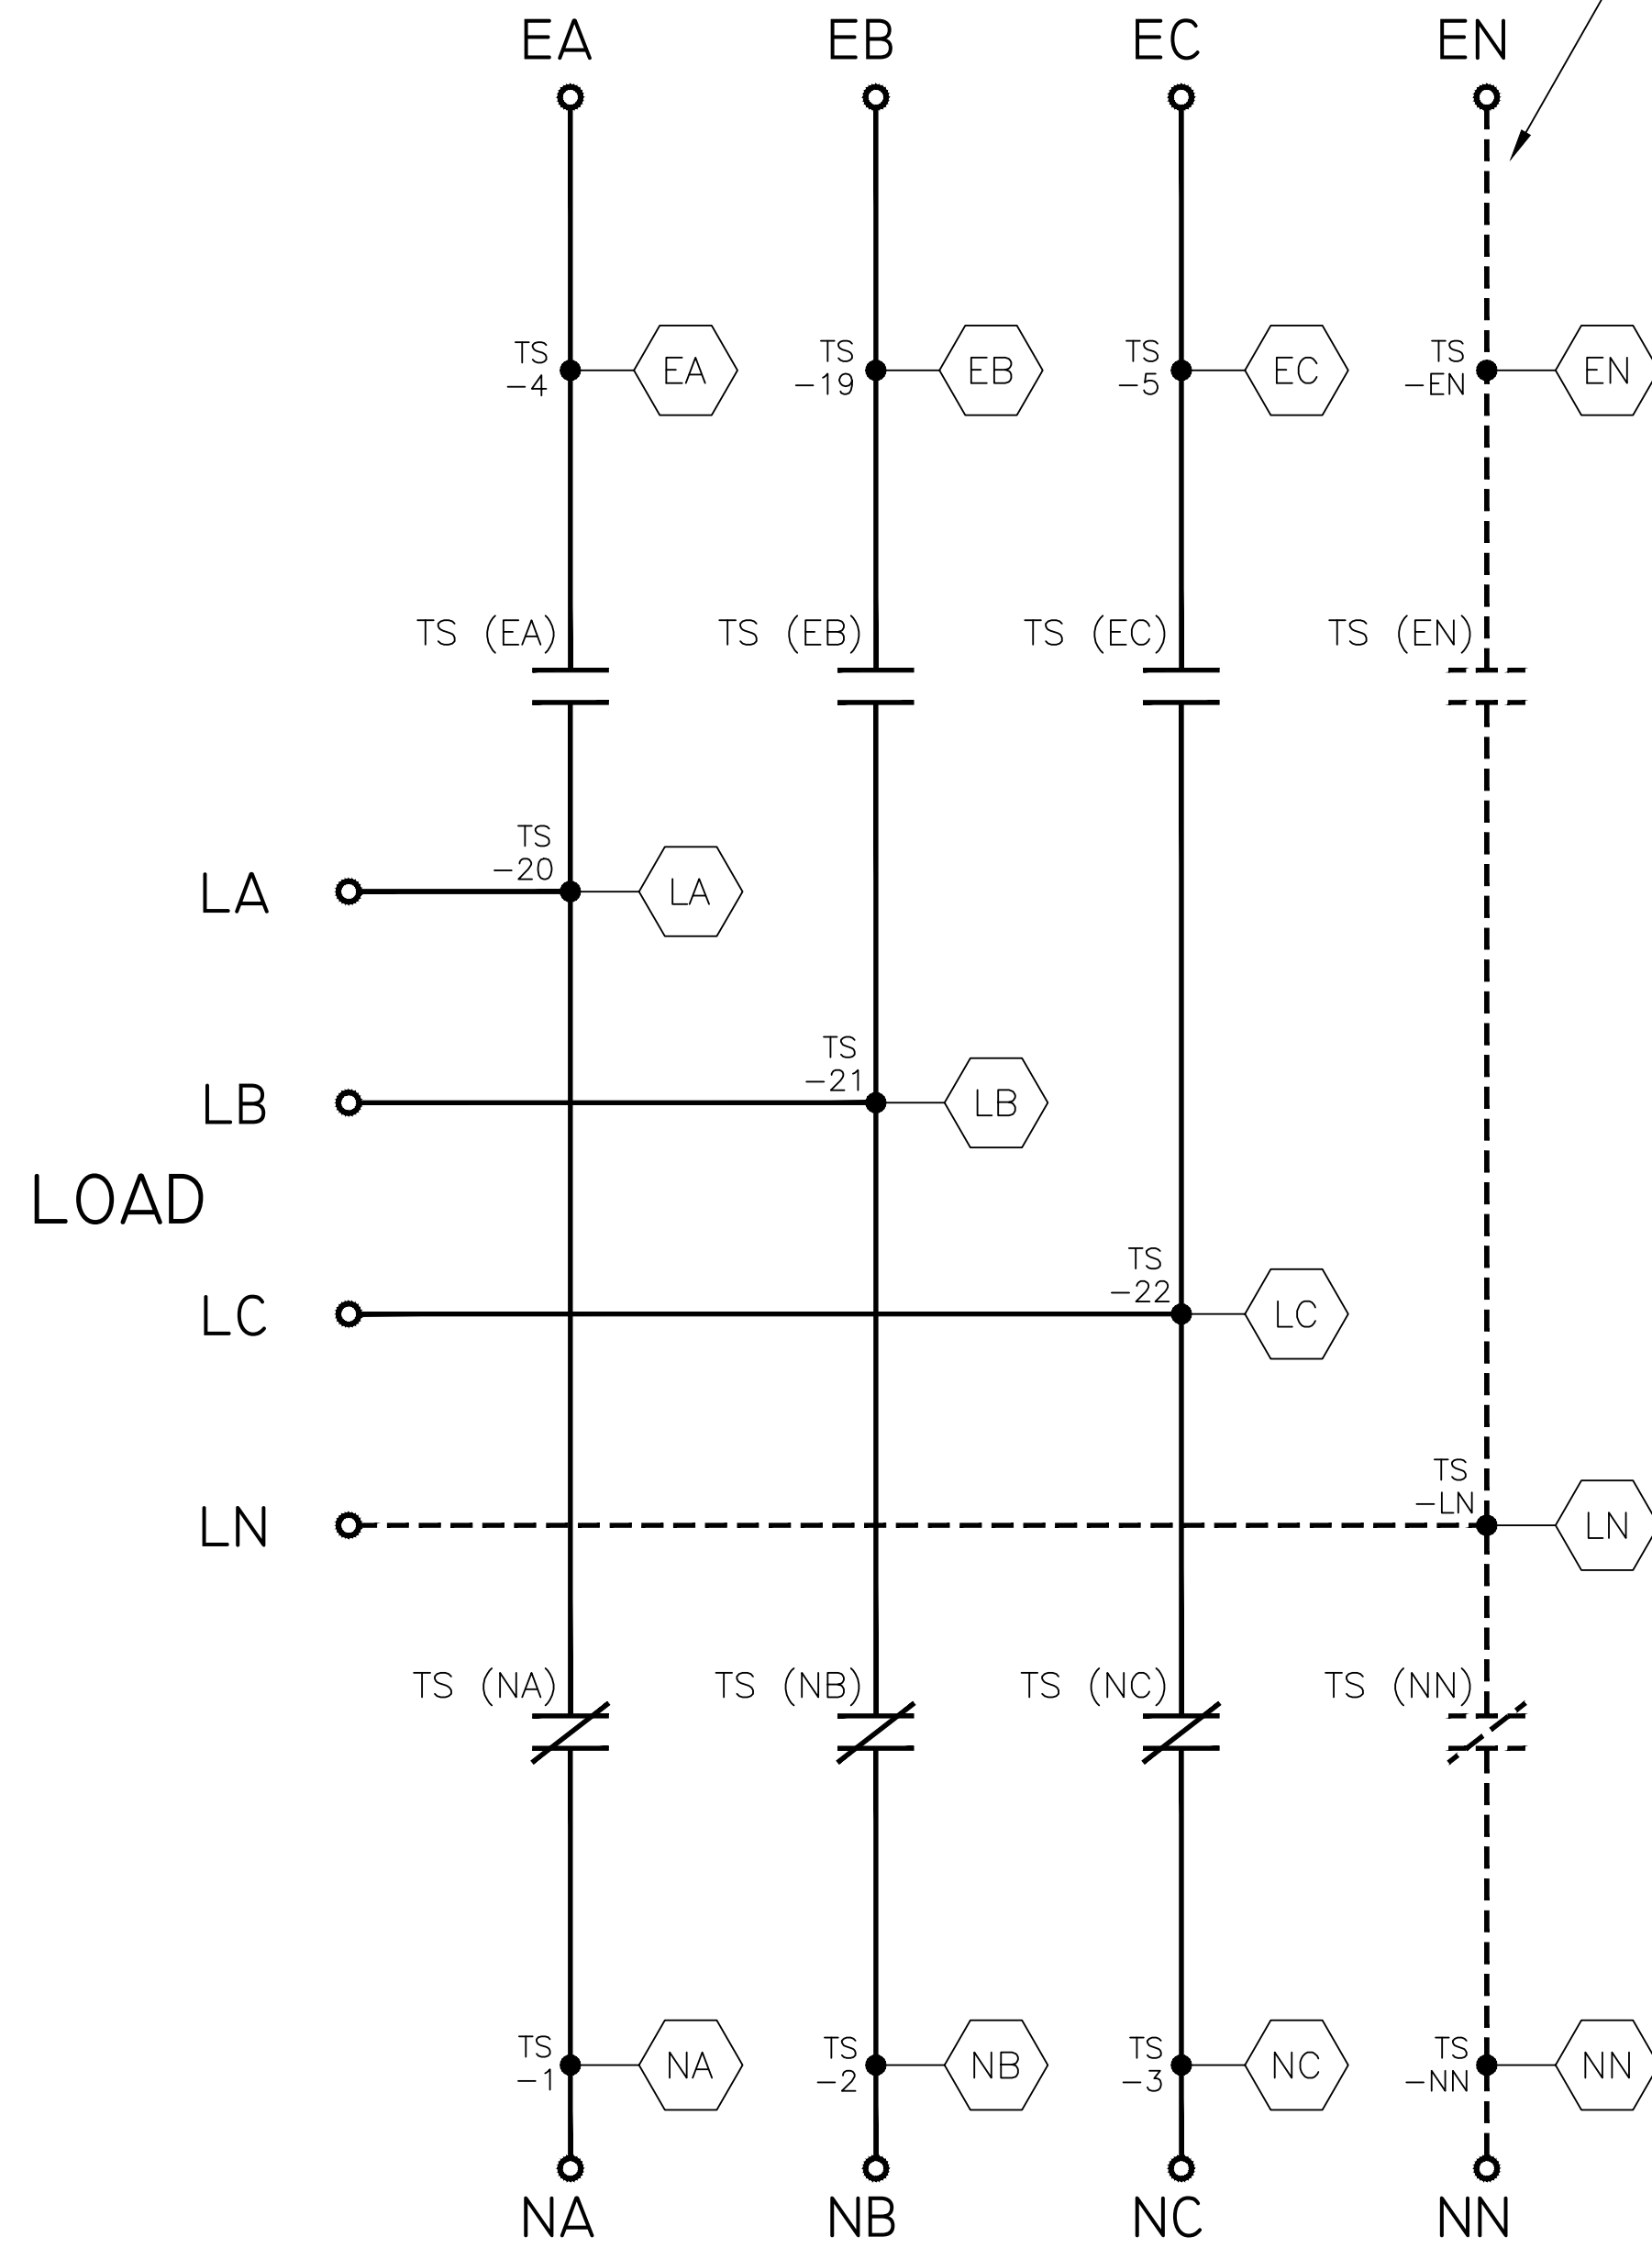 EA EB EC EN
TS
-4
EA
TS
-19
EB
TS
-5
EC
TS
-EN
EN
TS (EA)
TS (EB)
TS (EC)
TS (EN)
TS
-20
LA
LA
TS
-21
LB
LB
LOAD
TS
-22
LC
LC
TS
-LN
LN
LN
TS (NA)
TS (NB)
TS (NC)
TS (NN)
TS
-1
NA
TS
-2
NB
TS
-3
NC
TS
-NN
NN
NA NB NC NN